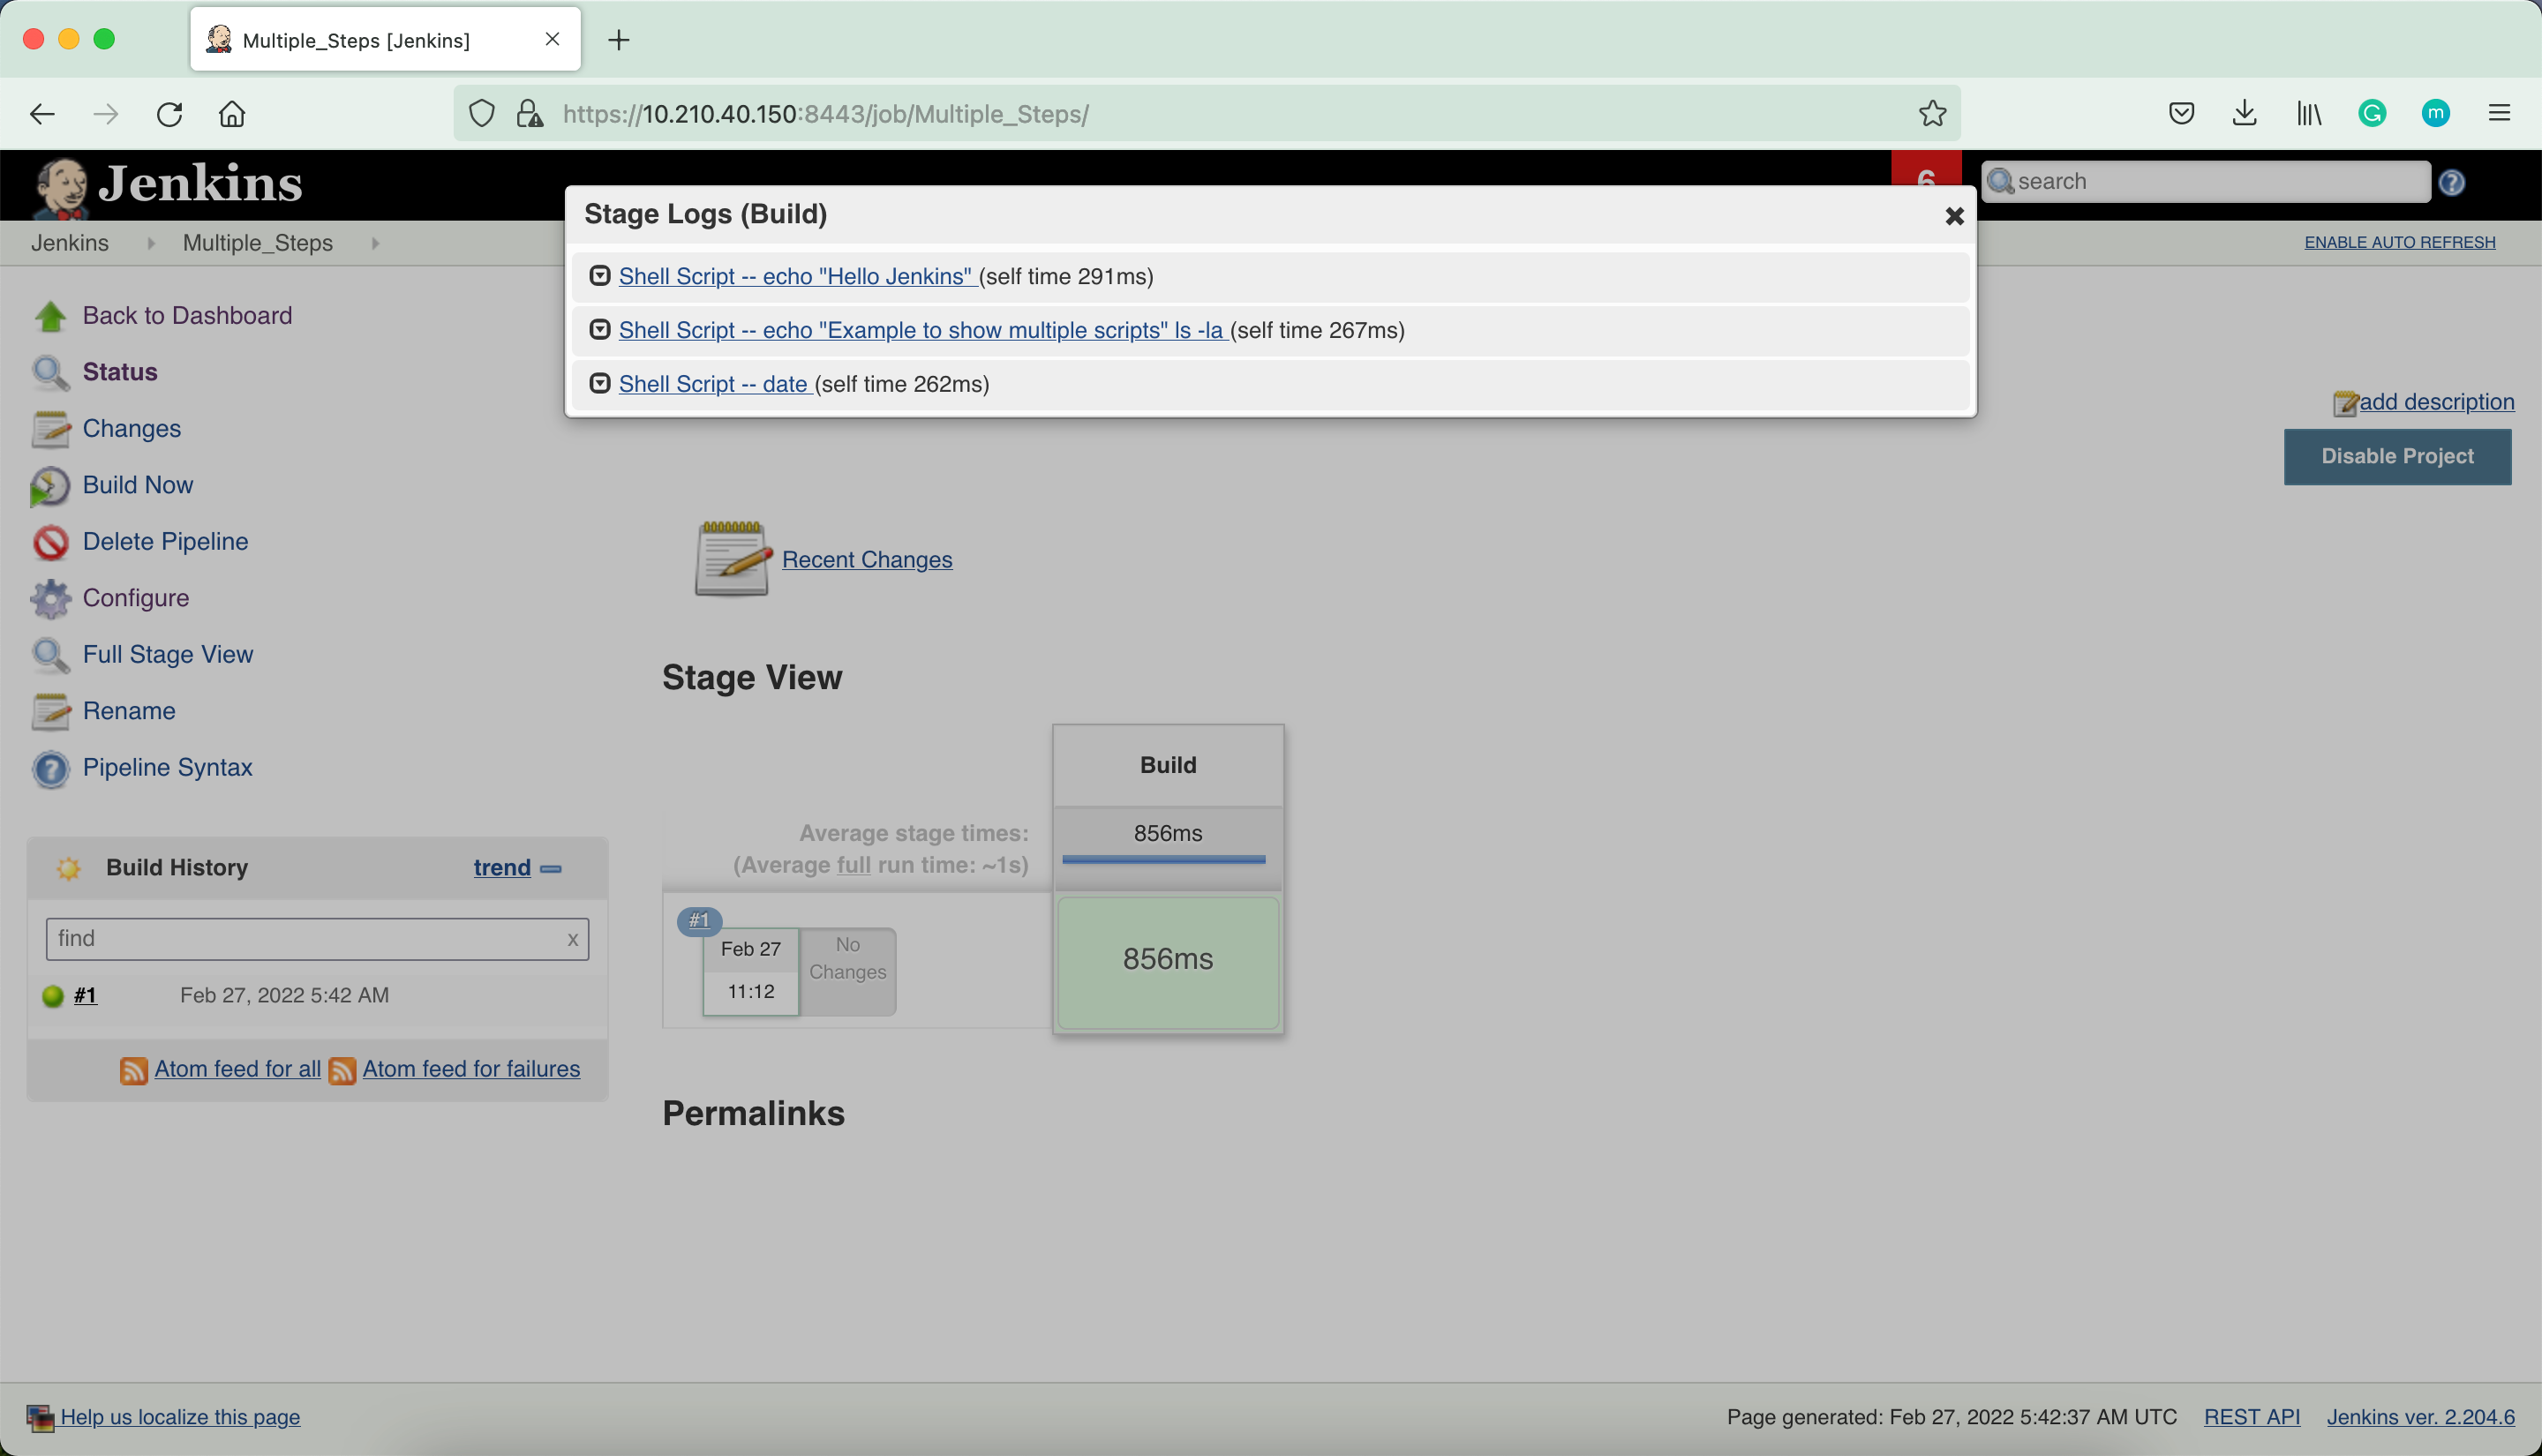 Multiple_Steps [Jenkins]
https://10.210.40.150:8443/job/Multiple_Steps/
G
m
Jenkins
6
search
?
Stage Logs (Build)
Shell Script -- echo "Hello Jenkins" (self time 291ms)
Shell Script -- echo "Example to show multiple scripts" ls -la (self time 267ms)
Shell Script -- date (self time 262ms)
Jenkins
Multiple_Steps
ENABLE AUTO REFRESH
Back to Dashboard
Status
Changes
Build Now
Delete Pipeline
Configure
Full Stage View
Rename
Pipeline Syntax
add description
Disable Project
Recent Changes
Stage View
Build
Average stage times:
(Average full run time: ~1s)
856ms
#1
Feb 27
11:12
No
Changes
856ms
Build History
trend
find
x
#1
Feb 27, 2022 5:42 AM
Atom feed for all
Atom feed for failures
Permalinks
Help us localize this page
Page generated: Feb 27, 2022 5:42:37 AM UTC
REST API
Jenkins ver. 2.204.6